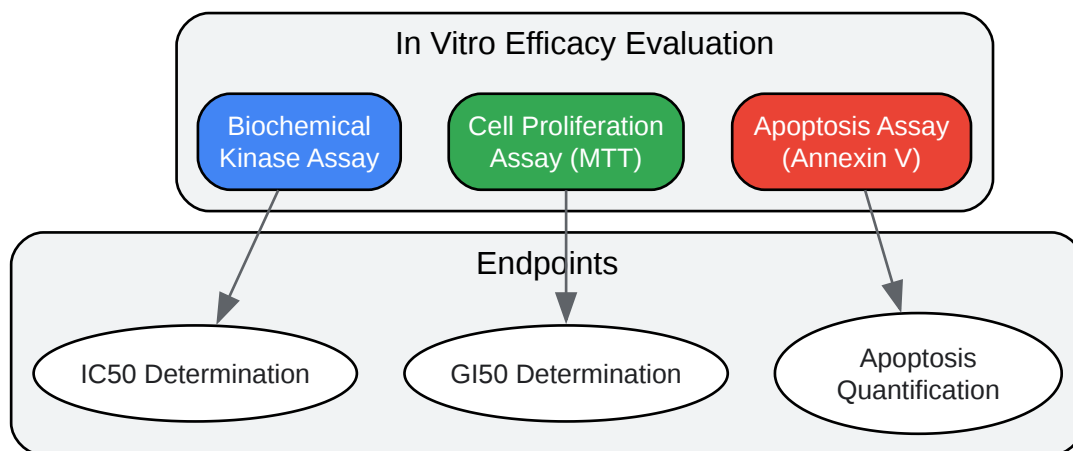 In Vitro Efficacy Evaluation
Biochemical
Kinase Assay
Cell Proliferation
Assay (MTT)
Apoptosis Assay
(Annexin V)
Endpoints
IC50 Determination
GI50 Determination
Apoptosis
Quantification